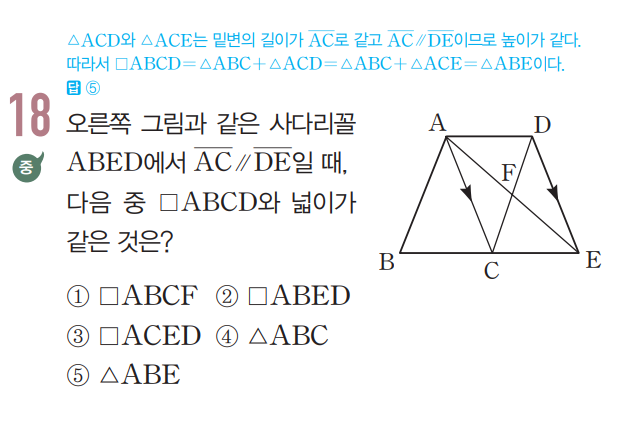 △ACD와 △ACE는 밑변의 길이가 AC로 같고 AC∥DE이므로 높이가 같다.
따라서 □ABCD=△ABC+△ACD=△ABC+△ACE=△ABE이다.
답 ⑤
18
중
오른쪽 그림과 같은 사다리꼴
ABED에서 AC∥DE일 때,
다음 중 □ABCD와 넓이가
같은 것은?
① □ABCF ② □ABED
③ □ACED ④ △ABC
⑤ △ABE
A D
F
B C E